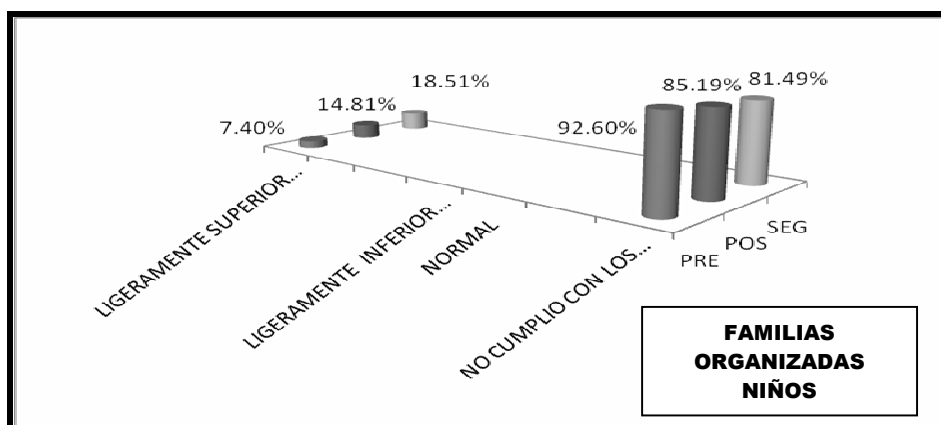 7.40%
14.81%
18.51%
92.60%
85.19%
81.49%
LIGERAMENTE SUPERIOR...
LIGERAMENTE INFERIOR...
NORMAL
NO CUMPLIO CON LOS...
PRE
POS
SEG
FAMILIAS
ORGANIZADAS
NIÑOS